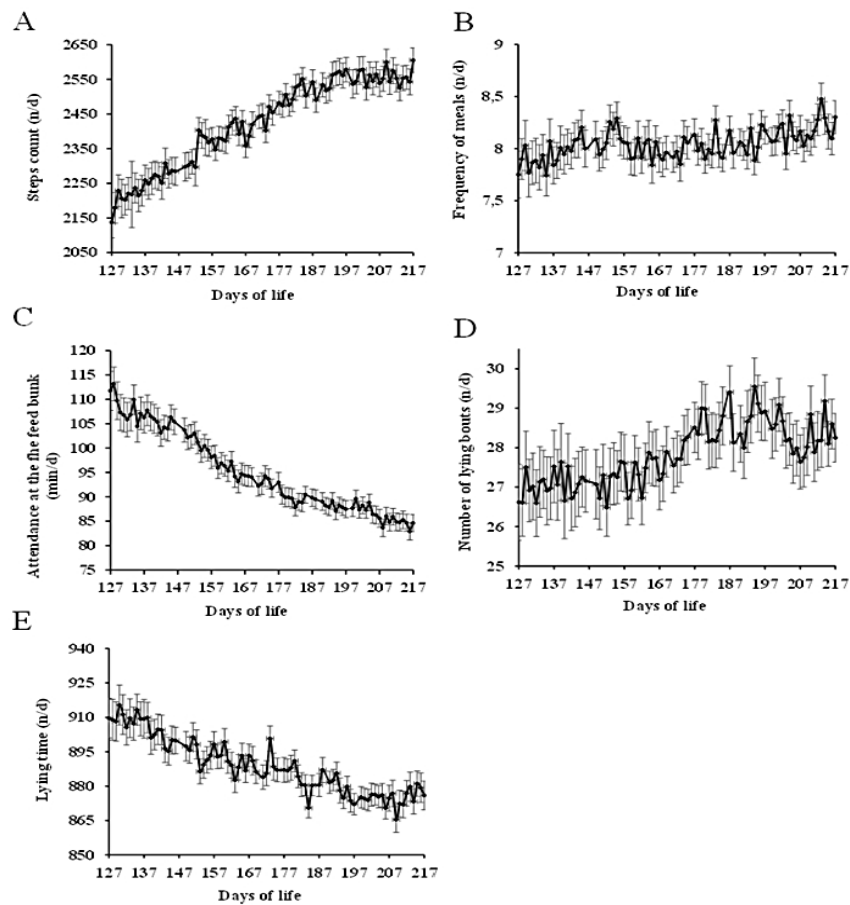 A
2650
2550
2450
2350
2250
2150
2050
Steps count (n/d)
127 137 147 157 167 177 187 197 207 217
Days of life
B
9
8.5
8
7.5
7
Frequency of meals (n/d)
127 137 147 157 167 177 187 197 207 217
Days of life
C
120
115
110
105
100
95
90
85
80
75
Attendance at the fhe feed bunk
(min/d)
127 137 147 157 167 177 187 197 207 217
Days of life
D
30
29
28
27
26
25
Number of lying bouts (n/d)
127 137 147 157 167 177 187 197 207 217
Days of life
E
940
910
880
850
Lying time (n/d)
127 137 147 157 167 177 187 197 207 217
Days of life